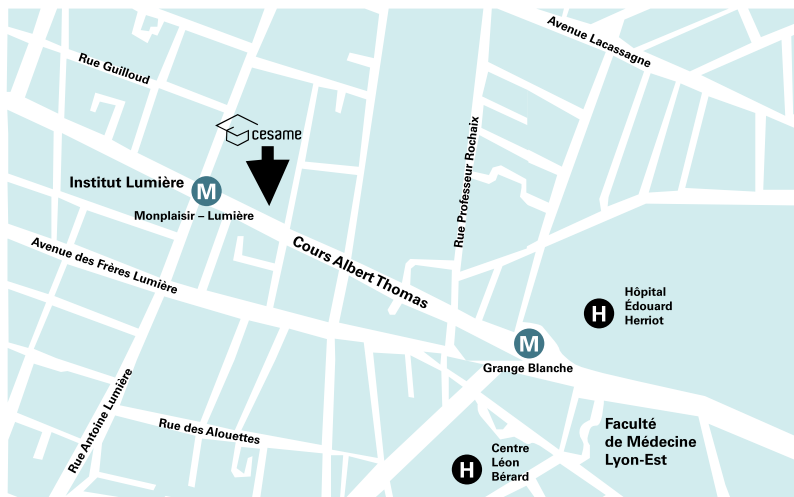 Avenue Lacassagne
Rue Guilloud
cesame
Rue Professeur Rochaix
Institut Lumière
M
Monplaisir – Lumière
Cours Albert Thomas
Avenue des Frères Lumière
H
Hôpital
Édouard
Herriot
M
Grange Blanche
Rue Antoine Lumière
Rue des Alouettes
Faculté
de Médecine
Lyon-Est
H
Centre
Léon
Bérard